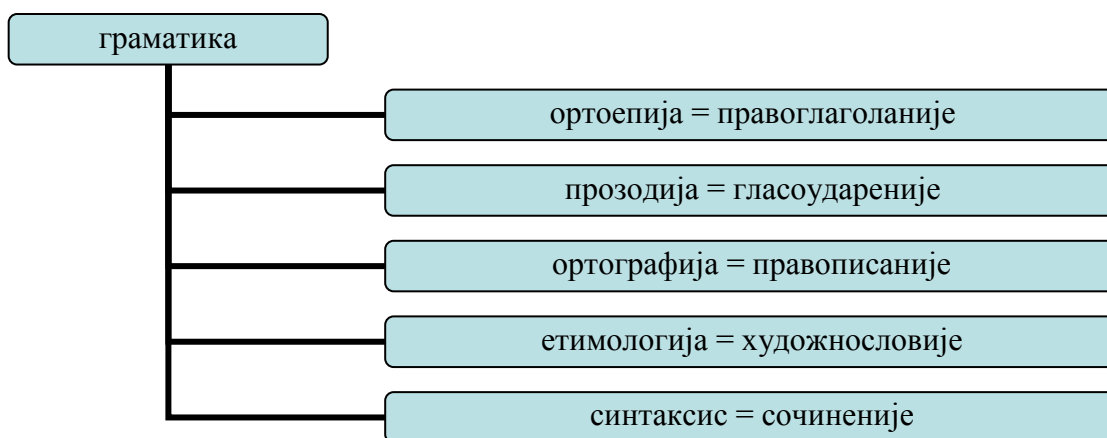 граматика
ортоепија = правоглаголаније
прозодија = гласоудареније
ортографија = правописаније
етимологија = художнословије
синтаксис = сочиненије